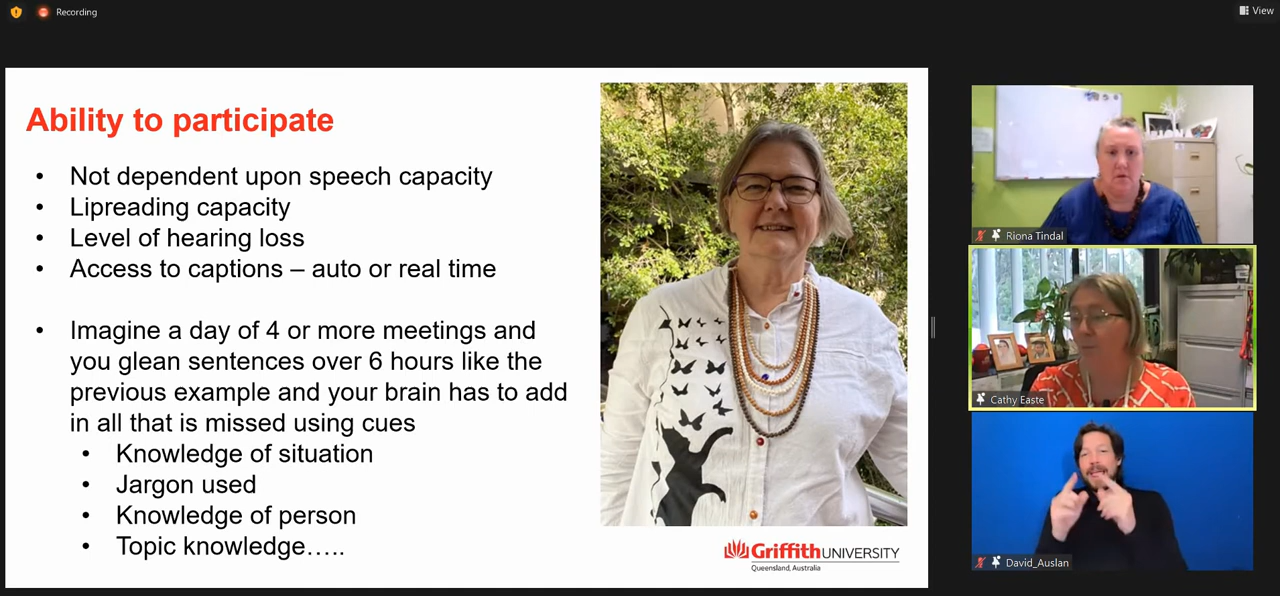 Recording
View
Ability to participate
• Not dependent upon speech capacity
• Lipreading capacity
• Level of hearing loss
• Access to captions – auto or real time
• Imagine a day of 4 or more meetings and
you glean sentences over 6 hours like the
previous example and your brain has to add
in all that is missed using cues
• Knowledge of situation
• Jargon used
• Knowledge of person
• Topic knowledge…..
Griffith UNIVERSITY
Queensland, Australia
Riona Tindal
Cathy Easte
David_Auslan